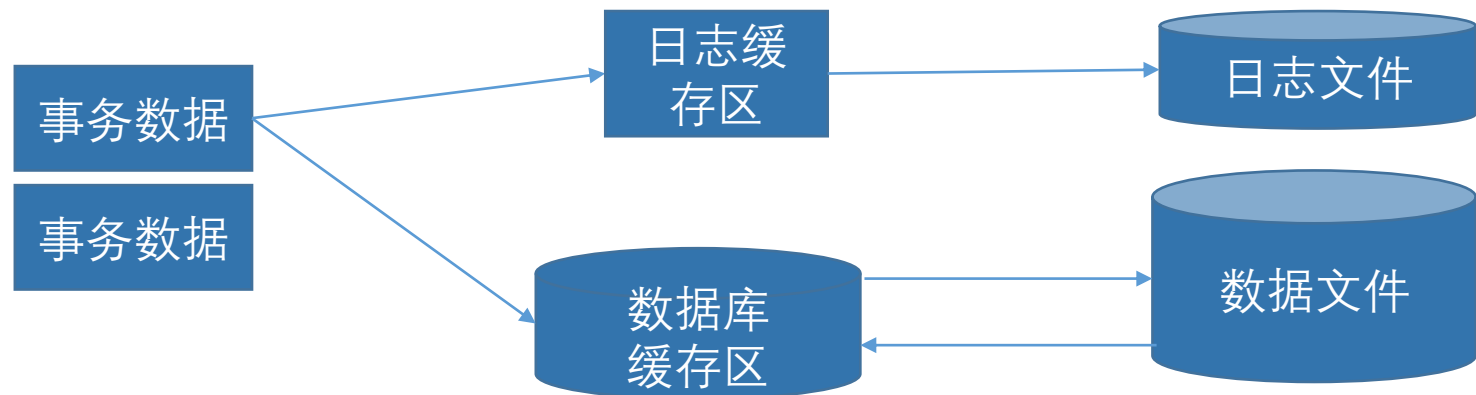 事务数据
事务数据
日志缓
存区
日志文件
数据库
缓存区
数据文件